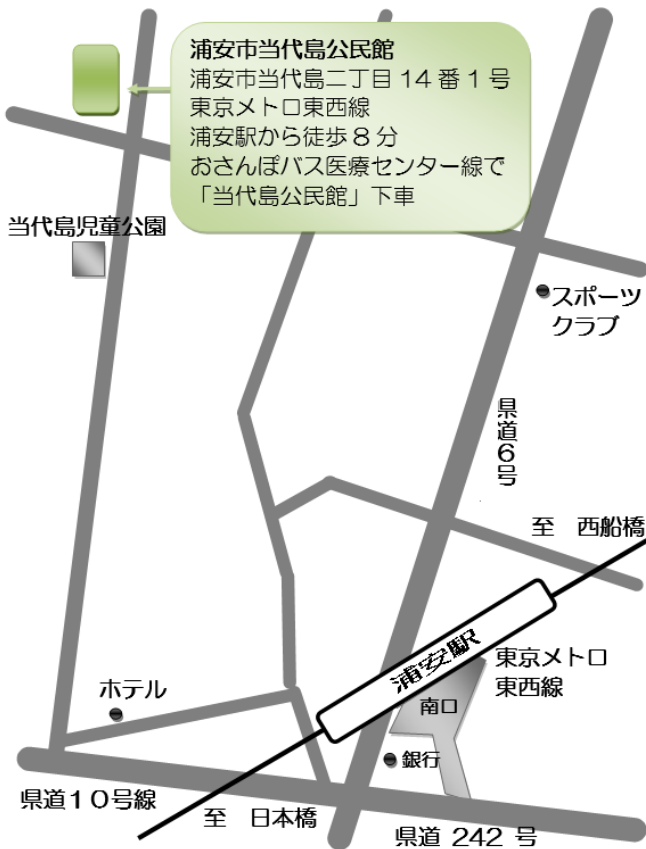 浦安市当代島公民館
浦安市当代島二丁目 14 番 1 号
東京メトロ東西線
浦安駅から徒歩 8 分
おさんぽバス医療センター線で
「当代島公民館」下車
当代島児童公園
スポーツ
クラブ
県道6号
至 西船橋
浦安駅
東京メトロ
東西線
南口
ホテル
銀行
県道10号線
至 日本橋
県道 242 号